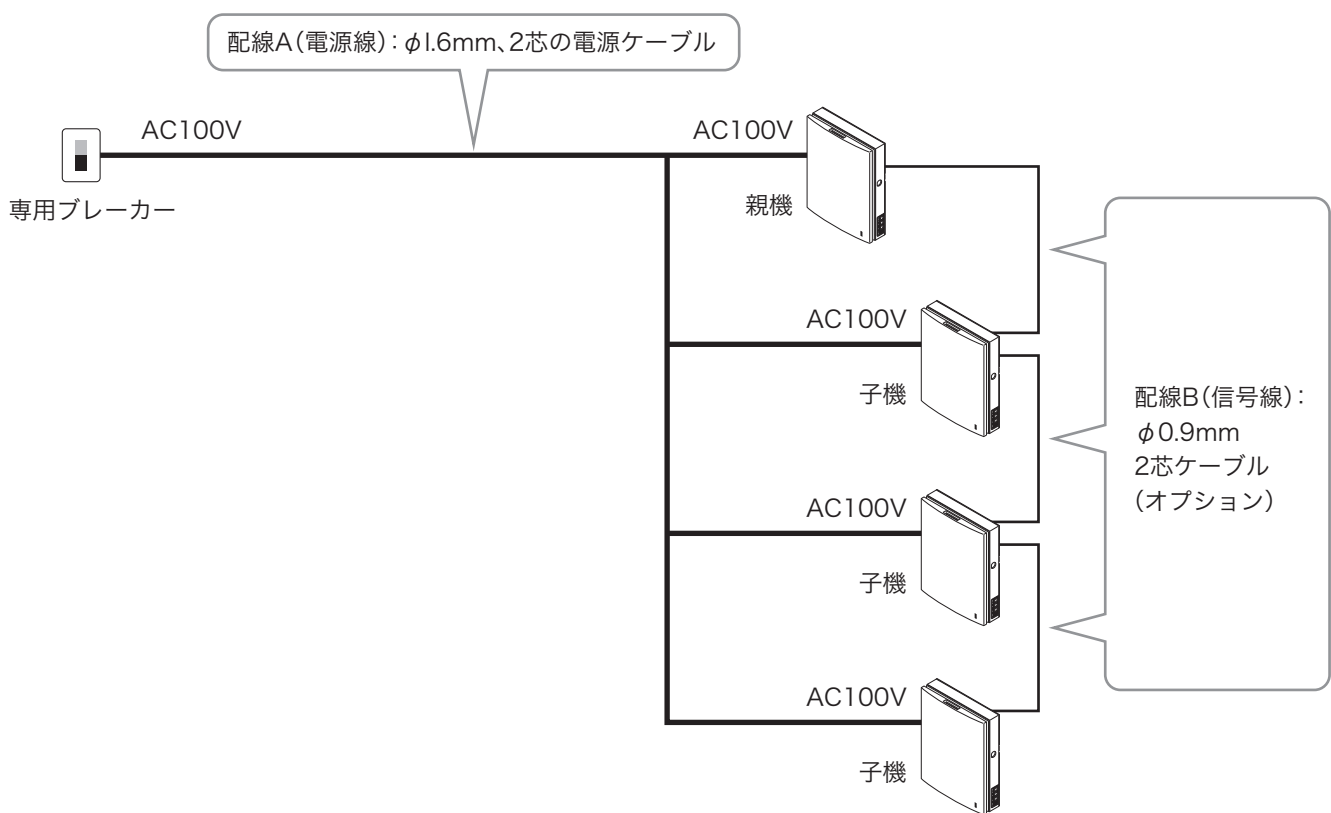 配線A（電源線）：φl.6mm、2芯の電源ケーブル
AC100V
AC100V
専用ブレーカー
親機
AC100V
子機
配線B（信号線）：
φ0.9mm
2芯ケーブル
（オプション）
AC100V
子機
AC100V
子機